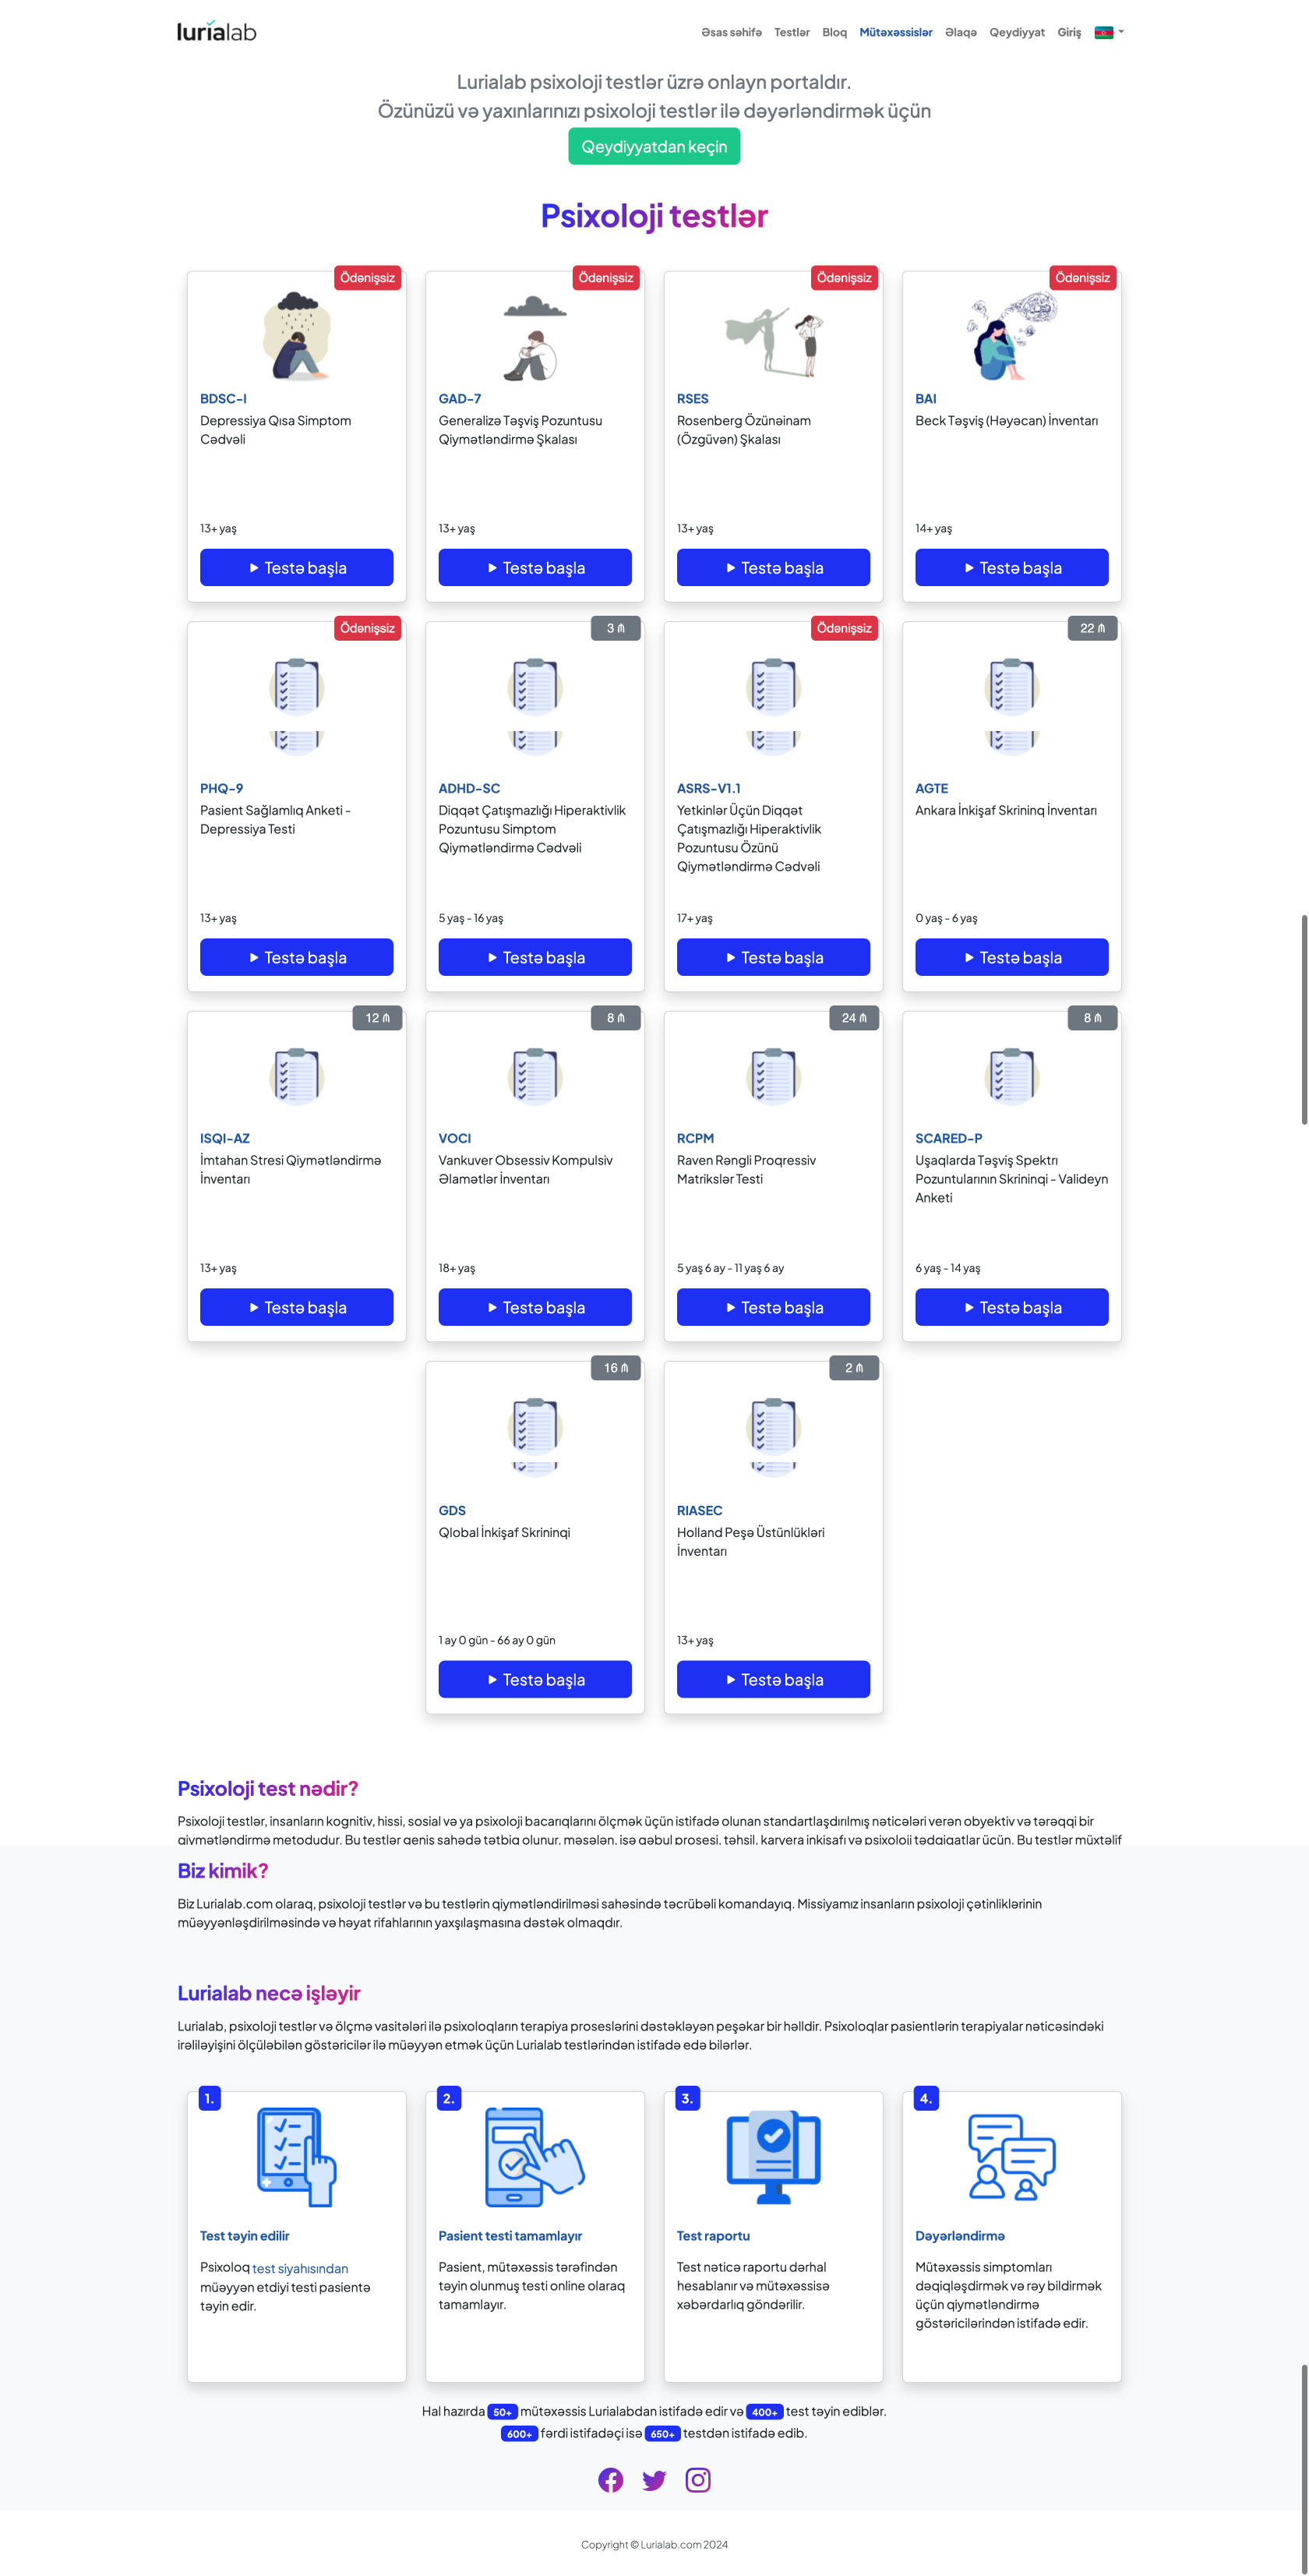 lurialab
Əsas səhifə Testlər Bloq Mütəxəssislər Əlaqə Qeydiyyat Giriş
Lurialab psixoloji testlər üzrə onlayn portaldır.
Özünüzü və yaxınlarınızı psixoloji testlər ilə dəyərləndirmək üçün
Qeydiyyatdan keçin
Psixoloji testlər
Ödənişsiz
BDSC-I
Depressiya Qısa Simptom
Cədvəli
13+ yaş
Testə başla
Ödənişsiz
GAD-7
Generalizə Təşviş Pozuntusu
Qiymətləndirmə Şkalası
13+ yaş
Testə başla
Ödənişsiz
RSES
Rosenberg Özünəinam
(Özgüvən) Şkalası
13+ yaş
Testə başla
Ödənişsiz
BAI
Beck Təşviş (Həyəcan) İnventarı
14+ yaş
Testə başla
Ödənişsiz
PHQ-9
Pasient Sağlamlıq Anketi -
Depressiya Testi
13+ yaş
Testə başla
3 ₼
ADHD-SC
Diqqət Çatışmazlığı Hiperaktivlik
Pozuntusu Simptom
Qiymətləndirmə Cədvəli
5 yaş - 16 yaş
Testə başla
Ödənişsiz
ASRS-V1.1
Yetkinlər Üçün Diqqət
Çatışmazlığı Hiperaktivlik
Pozuntusu Özünü
Qiymətləndirmə Cədvəli
17+ yaş
Testə başla
22 ₼
AGTE
Ankara İnkişaf Skrininq İnventarı
0 yaş - 6 yaş
Testə başla
12 ₼
ISQI-AZ
İmtahan Stresi Qiymətləndirmə
İnventarı
13+ yaş
Testə başla
8 ₼
VOCI
Vankuver Obsessiv Kompulsiv
Əlamətlər İnventarı
18+ yaş
Testə başla
24 ₼
RCPM
Raven Rəngli Proqressiv
Matrikslər Testi
5 yaş 6 ay - 11 yaş 6 ay
Testə başla
8 ₼
SCARED-P
Uşaqlarda Təşviş Spektrı
Pozuntularının Skrininqi - Valideyn
Anketi
6 yaş - 14 yaş
Testə başla
16 ₼
GDS
Qlobal İnkişaf Skrininqi
1 ay 0 gün - 66 ay 0 gün
Testə başla
2 ₼
RIASEC
Holland Peşə Üstünlükləri
İnventarı
13+ yaş
Testə başla
Psixoloji test nədir?
Psixoloji testlər, insanların kognitiv, hissi, sosial və ya psixoloji bacarıqlarını ölçmək üçün istifadə olunan standartlaşdırılmış nəticələri verən obyektiv və tərəqqi bir
qiymətləndirmə metodudur. Bu testlər geniş sahədə tətbiq olunur, məsələn, işə qəbul prosesi, təhsil, karyera inkişafı və psixoloji tədqiqatlar üçün. Bu testlər müxtəlif
Biz kimik?
Biz Lurialab.com olaraq, psixoloji testlər və bu testlərin qiymətləndirilməsi sahəsində təcrübəli komandayıq. Missiyamız insanların psixoloji çətinliklərinin
müəyyənləşdirilməsində və həyat rifahlarının yaxşılaşmasına dəstək olmaqdır.
Lurialab necə işləyir
Lurialab, psixoloji testlər və ölçmə vasitələri ilə psixoloqların terapiya proseslərini dəstəkləyən peşəkar bir həlldir. Psixoloqlar pasientlərin terapiyalar nəticəsindəki
irəliləyişini ölçüləbilən göstəricilər ilə müəyyən etmək üçün Lurialab testlərindən istifadə edə bilərlər.
1.
Test təyin edilir
Psixoloq test siyahısından
müəyyən etdiyi testi pasientə
təyin edir.
2.
Pasient testi tamamlayır
Pasient, mütəxəssis tərəfindən
təyin olunmuş testi online olaraq
tamamlayır.
3.
Test raportu
Test nəticə raportu dərhal
hesablanır və mütəxəssisə
xəbərdarlıq göndərilir.
4.
Dəyərləndirmə
Mütəxəssis simptomları
dəqiqləşdirmək və rəy bildirmək
üçün qiymətləndirmə
göstəricilərindən istifadə edir.
Hal hazırda 50+ mütəxəssis Lurialabdan istifadə edir və 400+ test təyin ediblər.
600+ fərdi istifadəçi isə 650+ testdən istifadə edib.
Copyright © Lurialab.com 2024